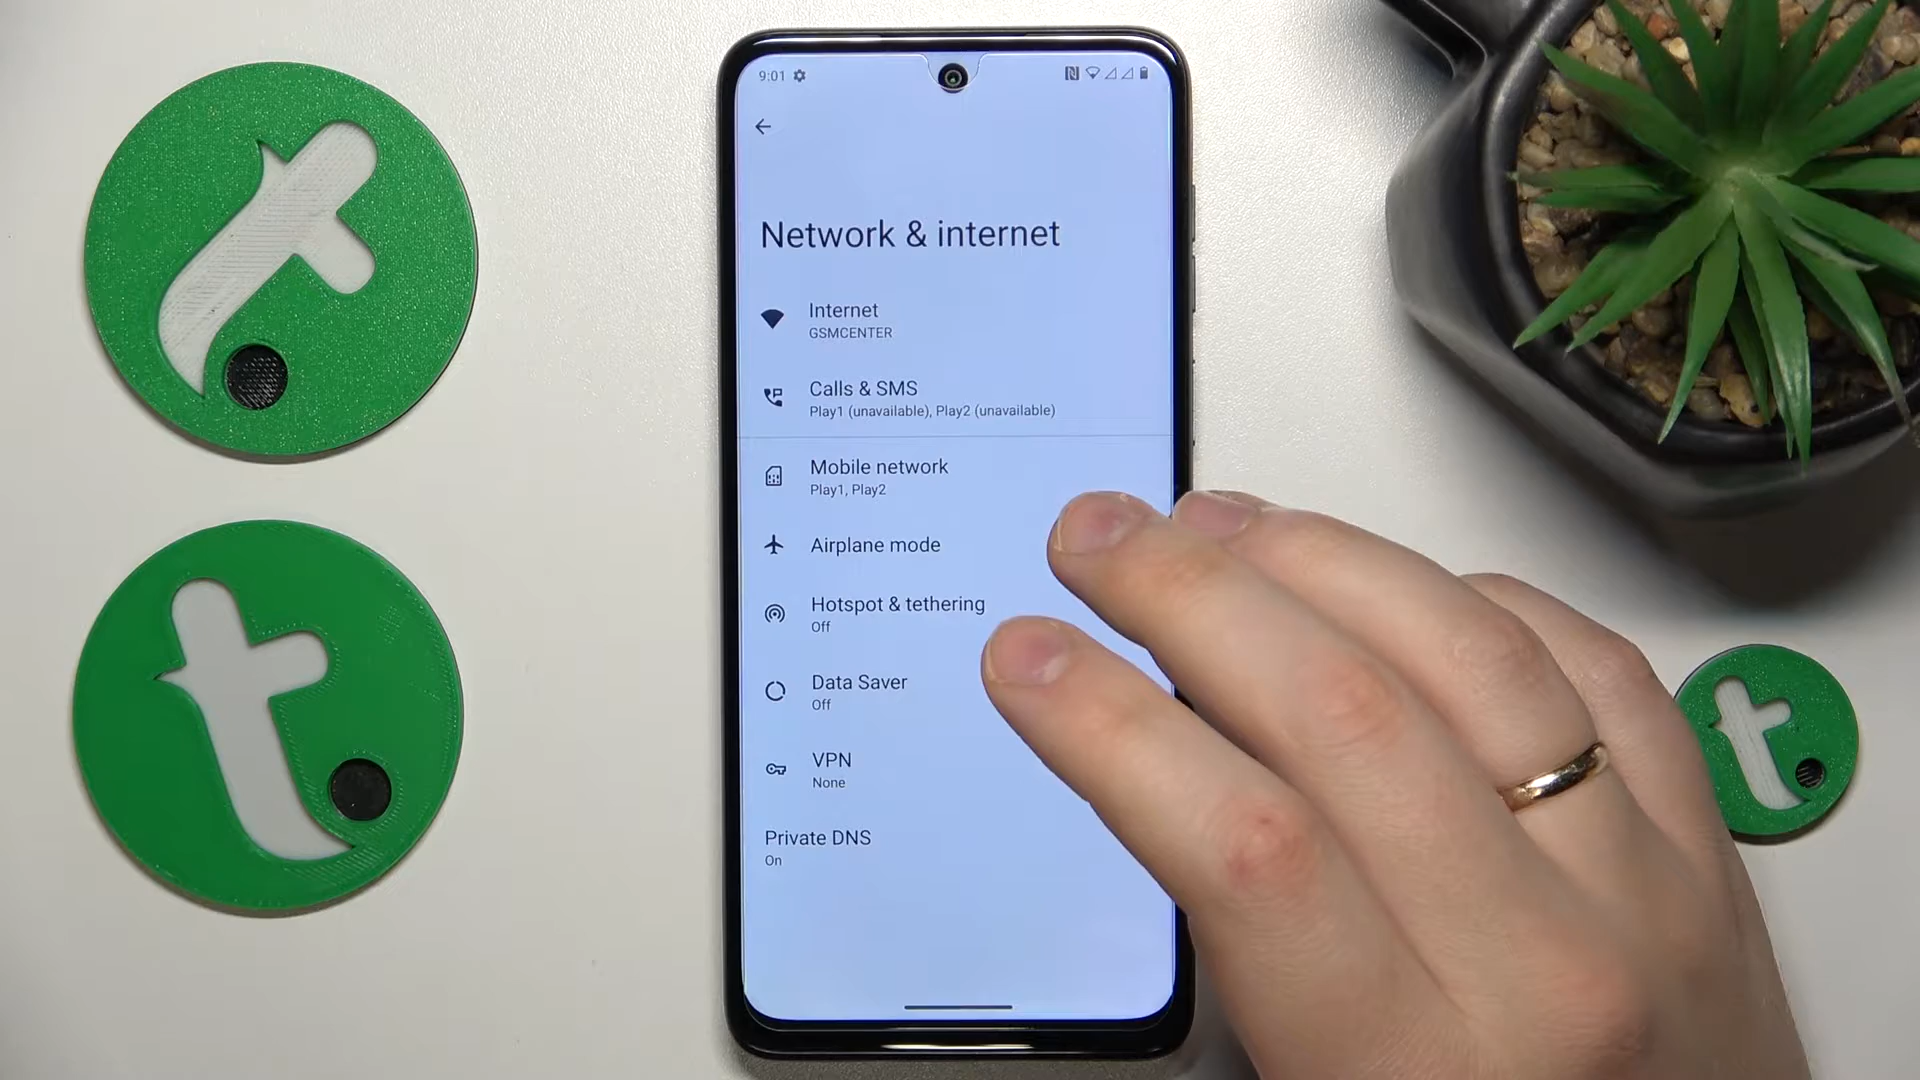 9:01
Network & internet
Internet
GSMCENTER
Calls & SMS
Play1 (unavailable), Play2 (unavailable)
Mobile network
Play1, Play2
Airplane mode
Hotspot & tethering
Off
Data Saver
Off
VPN
None
Private DNS
On